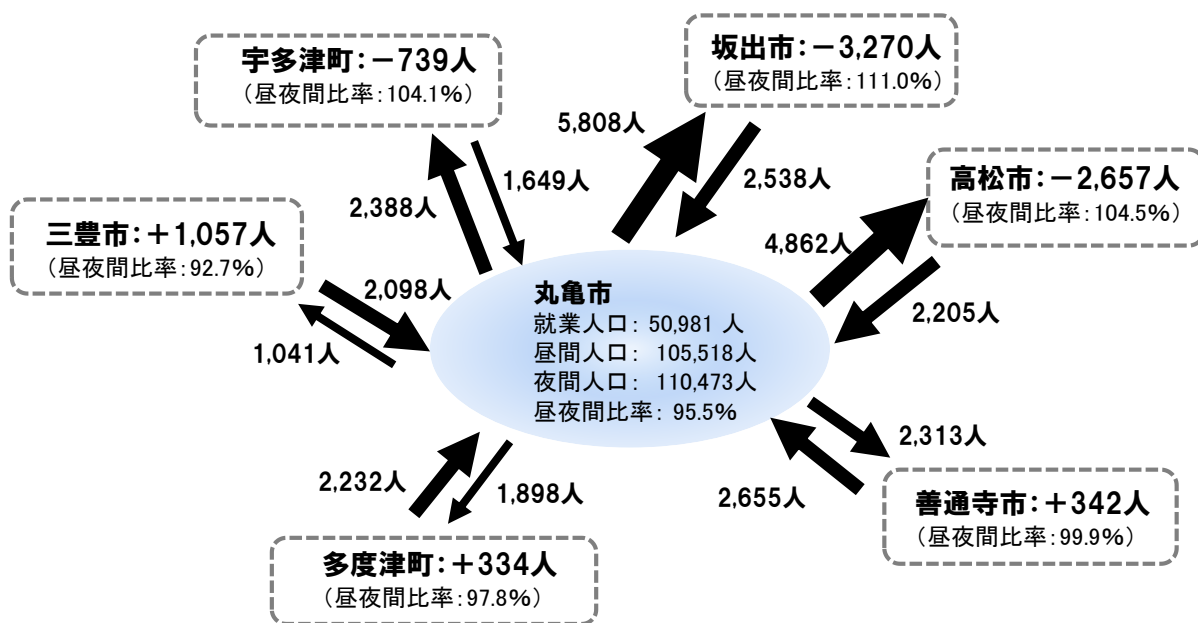 宇多津町：－739人
（昼夜間比率：104.1%）
坂出市：－3,270人
（昼夜間比率：111.0%）
5,808人
2,538人
1,649人
2,388人
高松市：－2,657人
（昼夜間比率：104.5%）
4,862人
2,205人
三豊市：＋1,057人
（昼夜間比率：92.7%）
2,098人
1,041人
丸亀市
就業人口： 50,981 人
昼間人口： 105,518人
夜間人口： 110,473人
昼夜間比率： 95.5%
2,313人
2,655人
善通寺市：＋342人
（昼夜間比率：99.9%）
2,232人
1,898人
多度津町：＋334人
（昼夜間比率：97.8%）